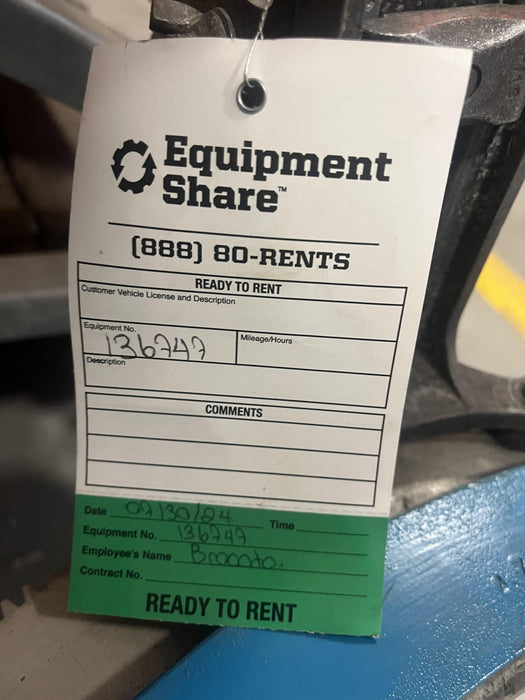 Equipment
Share™
(888) 80-RENTS
READY TO RENT
Customer Vehicle License and Description
Equipment No.
136747
Mileage/Hours
Description
COMMENTS
Date 07/30/24 Time
Equipment No. 136747
Employee's Name
Contract No.
READY TO RENT